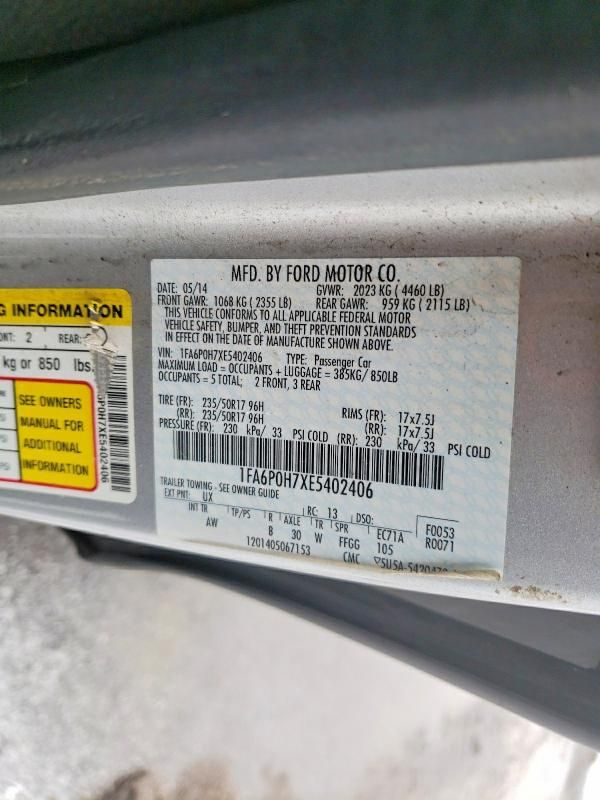 G INFORMATION
ONT: 2 REAR:
kg or 850 lbs.
SEE OWNERS
MANUAL FOR
ADDITIONAL
INFORMATION
PSI
PSI
6P0H7XE5402406
MFD. BY FORD MOTOR CO.
DATE: 05/14 GVWR: 2023 KG ( 4460 LB)
FRONT GAWR: 1068 KG ( 2355 LB) REAR GAWR: 959 KG ( 2115 LB)
THIS VEHICLE CONFORMS TO ALL APPLICABLE FEDERAL MOTOR
VEHICLE SAFETY, BUMPER, AND THEFT PREVENTION STANDARDS
IN EFFECT ON THE DATE OF MANUFACTURE SHOWN ABOVE.
VIN: 1FA6P0H7XE5402406 TYPE: Passenger Car
MAXIMUM LOAD = OCCUPANTS + LUGGAGE = 385KG/ 850LB
OCCUPANTS = 5 TOTAL; 2 FRONT, 3 REAR
TIRE (FR): 235/50R17 96H RIMS (FR): 17x7.5J
(RR): 235/50R17 96H (RR): 17x7.5J
PRESSURE (FR): 230 kPa/ 33 PSI COLD (RR): 230 kPa/ 33 PSI COLD
1FA6P0H7XE5402406
TRAILER TOWING - SEE OWNER GUIDE
EXT PNT: UX RC: 13 DSO: F0053
INT TR TP/PS R AXLE TR SPR EC71A R0071
AW B 30 W FFGG 105
1201405067153 CMC